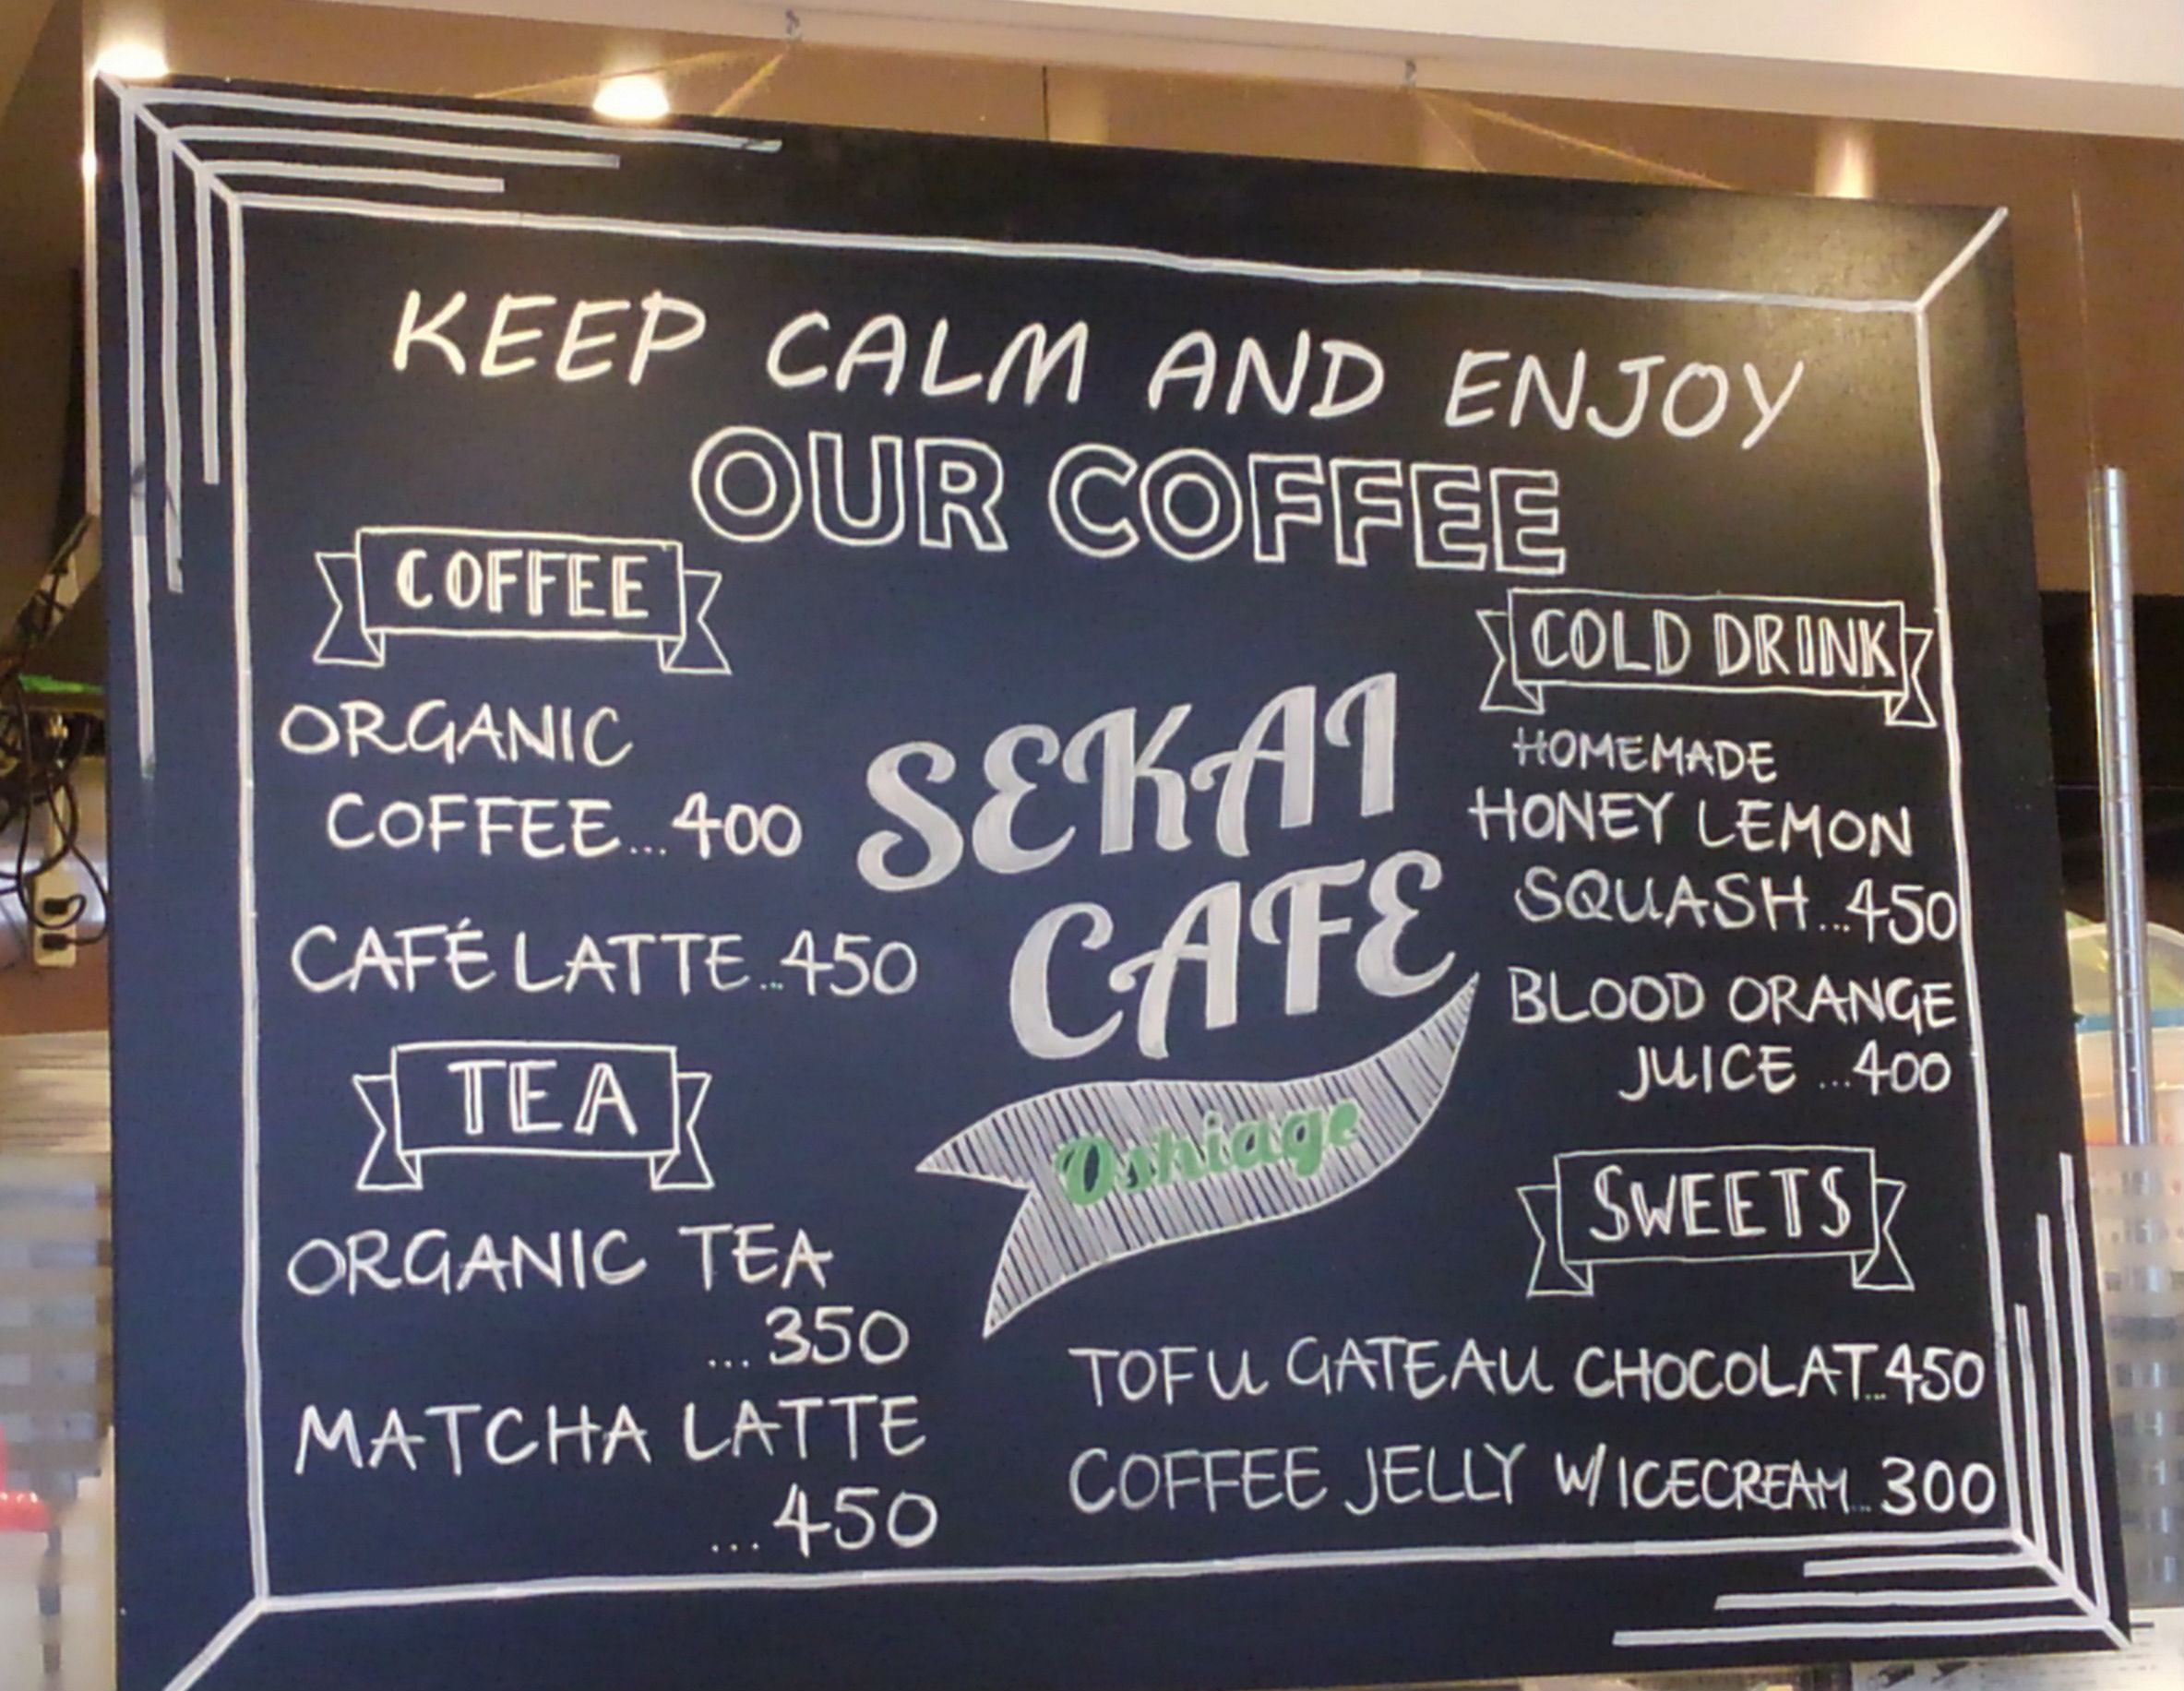 KEEP CALM AND ENJOY
OUR COFFEE
COFFEE
ORGANIC
COFFEE...400
CAFÉ LATTE...450
TEA
ORGANIC TEA
...350
MATCHA LATTE
...450
SEKAI
CAFE
Oshiage
COLD DRINK
HOMEMADE
HONEY LEMON
SQUASH...450
BLOOD ORANGE
JUICE ...400
SWEETS
TOFU GATEAU CHOCOLAT...450
COFFEE JELLY W/ICECREAM...300